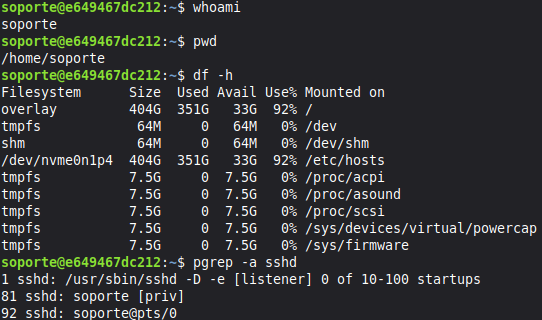 soporte@e649467dc212:~$ whoami
soporte
soporte@e649467dc212:~$ pwd
/home/soporte
soporte@e649467dc212:~$ df -h
Filesystem      Size  Used Avail Use% Mounted on
overlay         404G  351G   33G  92% /
tmpfs            64M     0   64M   0% /dev
shm              64M     0   64M   0% /dev/shm
/dev/nvme0n1p4  404G  351G   33G  92% /etc/hosts
tmpfs           7.5G     0  7.5G   0% /proc/acpi
tmpfs           7.5G     0  7.5G   0% /proc/asound
tmpfs           7.5G     0  7.5G   0% /proc/scsi
tmpfs           7.5G     0  7.5G   0% /sys/devices/virtual/powercap
tmpfs           7.5G     0  7.5G   0% /sys/firmware
soporte@e649467dc212:~$ pgrep -a sshd
1 sshd: /usr/sbin/sshd -D -e [listener] 0 of 10-100 startups
81 sshd: soporte [priv]
92 sshd: soporte@pts/0